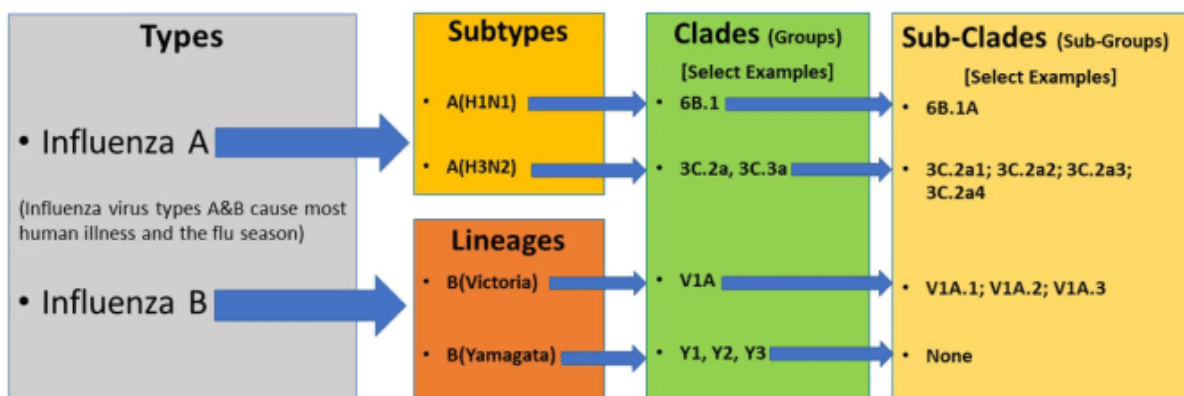 Types
• Influenza A
(Influenza virus types A&B cause most
human illness and the flu season)
• Influenza B
Subtypes
• A(H1N1)
• A(H3N2)
Lineages
• B(Victoria)
• B(Yamagata)
Clades (Groups)
[Select Examples]
• 6B.1
• 3C.2a, 3C.3a
• V1A
• Y1, Y2, Y3
Sub-Clades (Sub-Groups)
[Select Examples]
• 6B.1A
• 3C.2a1; 3C.2a2; 3C.2a3;
3C.2a4
• V1A.1; V1A.2; V1A.3
• None